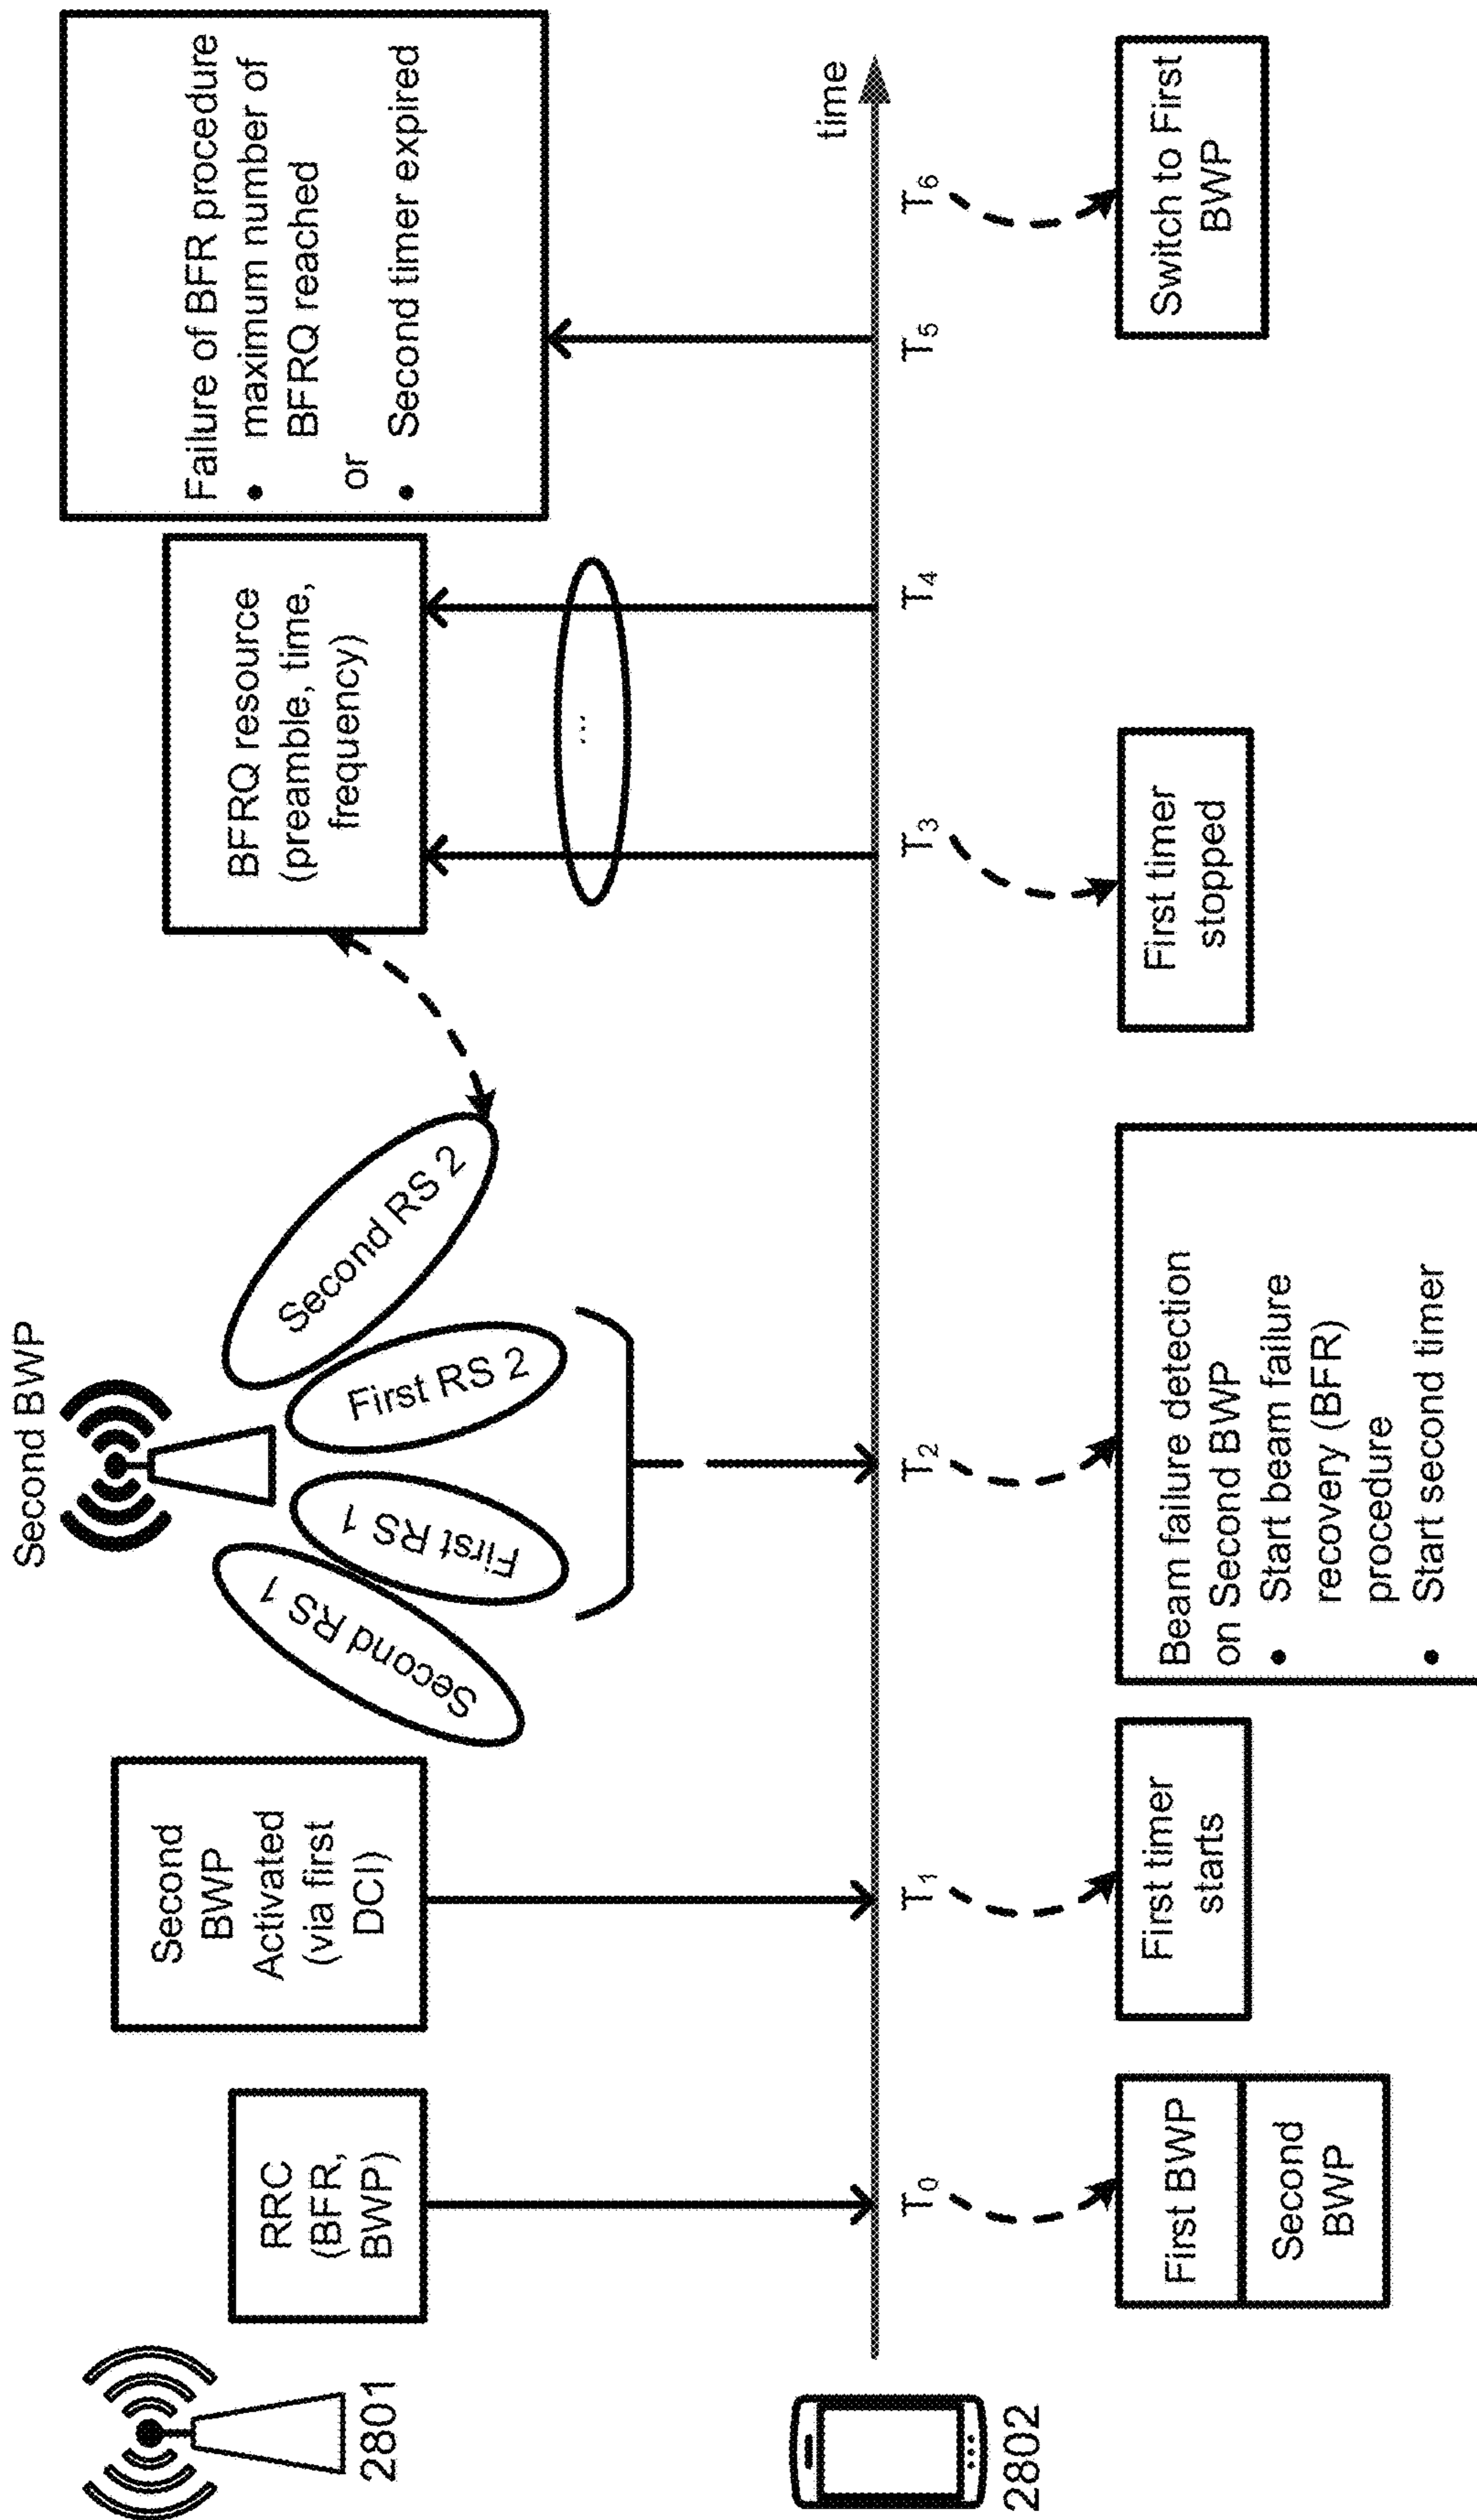 Second BWP
2801
RRC
(BFR,
BWP)
Second
BWP
Activated
(via first
DCI)
Second RS 1
First RS 1
First RS 2
Second RS 2
BFRQ resource
(preamble, time,
frequency)
...
Failure of BFR procedure
• maximum number of
BFRQ reached
or
• Second timer expired
2802
time
T0
T1
T2
T3
T4
T5
T6
First BWP
Second
BWP
First timer
starts
Beam failure detection
on Second BWP
• Start beam failure
recovery (BFR)
procedure
• Start second timer
First timer
stopped
Switch to First
BWP